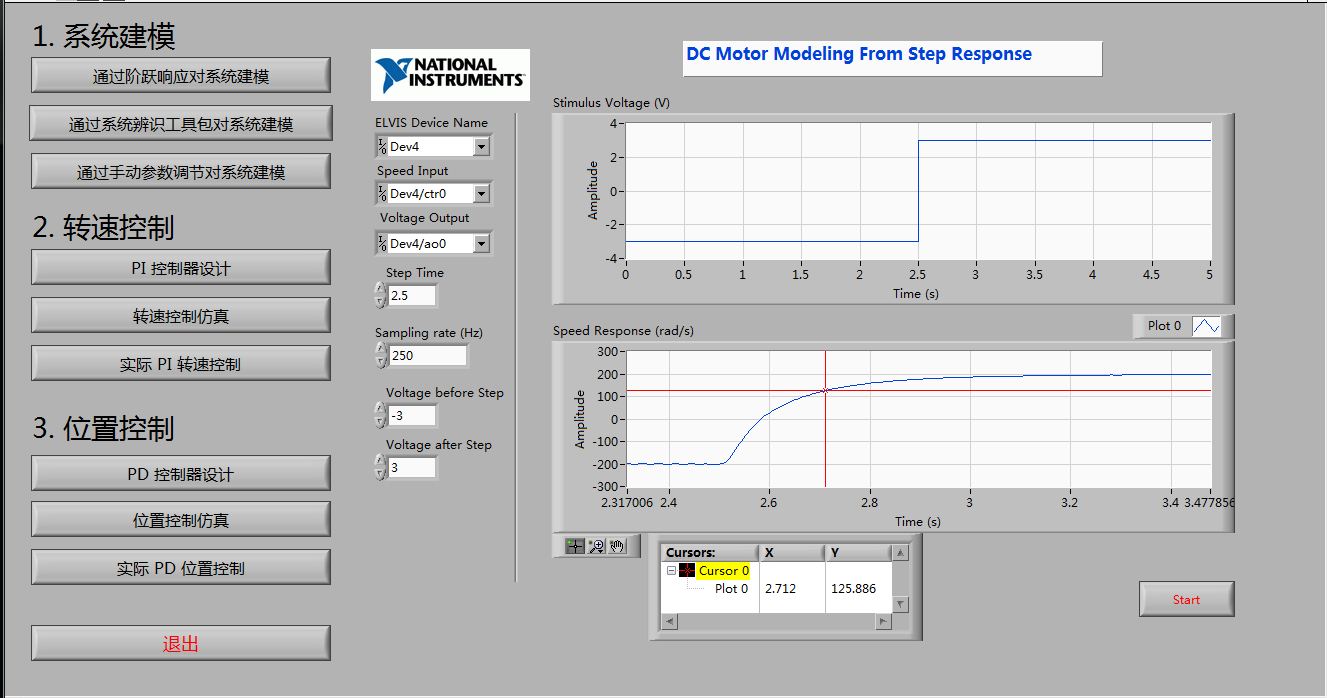 1. 系统建模
通过阶跃响应对系统建模
通过系统辨识工具包对系统建模
通过手动参数调节对系统建模
2. 转速控制
PI 控制器设计
转速控制仿真
实际 PI 转速控制
3. 位置控制
PD 控制器设计
位置控制仿真
实际 PD 位置控制
退出
NATIONAL
INSTRUMENTS
ELVIS Device Name
Dev4
Speed Input
Dev4/ctr0
Voltage Output
Dev4/ao0
Step Time
2.5
Sampling rate (Hz)
250
Voltage before Step
-3
Voltage after Step
3
DC Motor Modeling From Step Response
Stimulus Voltage (V)
Amplitude
4
2
0
-2
-4
0 0.5 1 1.5 2 2.5 3 3.5 4 4.5 5
Time (s)
Plot 0
Speed Response (rad/s)
Amplitude
300
200
100
0
-100
-200
-300
2.317006 2.4 2.6 2.8 3 3.2 3.4 3.477856
Time (s)
Cursors: X Y
Cursor 0
Plot 0 2.712 125.886
Start